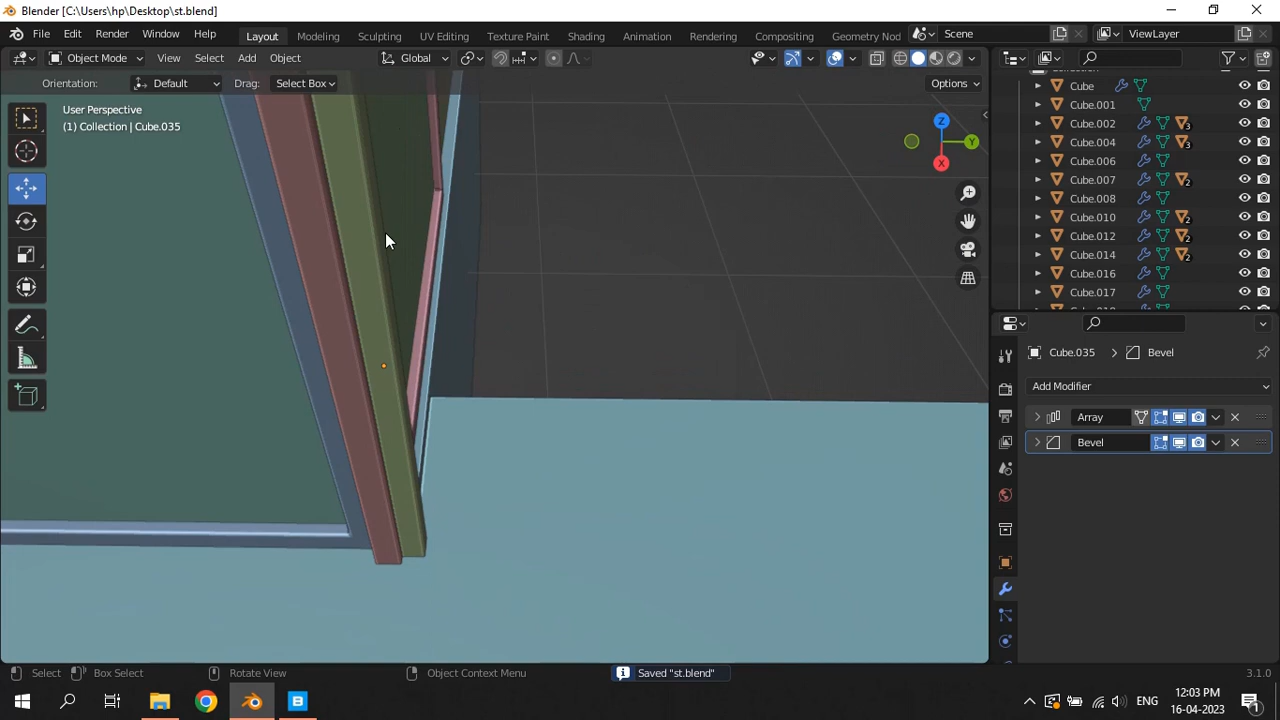 Blender [C:\Users\hp\Desktop\st.blend]
File Edit Render Window Help Layout Modeling Sculpting UV Editing Texture Paint Shading Animation Rendering Compositing Geometry Nod Scene ViewLayer
Object Mode View Select Add Object Global
Orientation: Default Drag: Select Box Options
User Perspective
(1) Collection | Cube.035
Z
Y
X
Cube
Cube.001
Cube.002 3
Cube.004 3
Cube.006
Cube.007 2
Cube.008
Cube.010 2
Cube.012 2
Cube.014 2
Cube.016
Cube.017
Cube.035 Bevel
Add Modifier
Array
Bevel
Select Box Select Rotate View Object Context Menu Saved "st.blend" 3.1.0
ENG 12:03 PM
16-04-2023 1